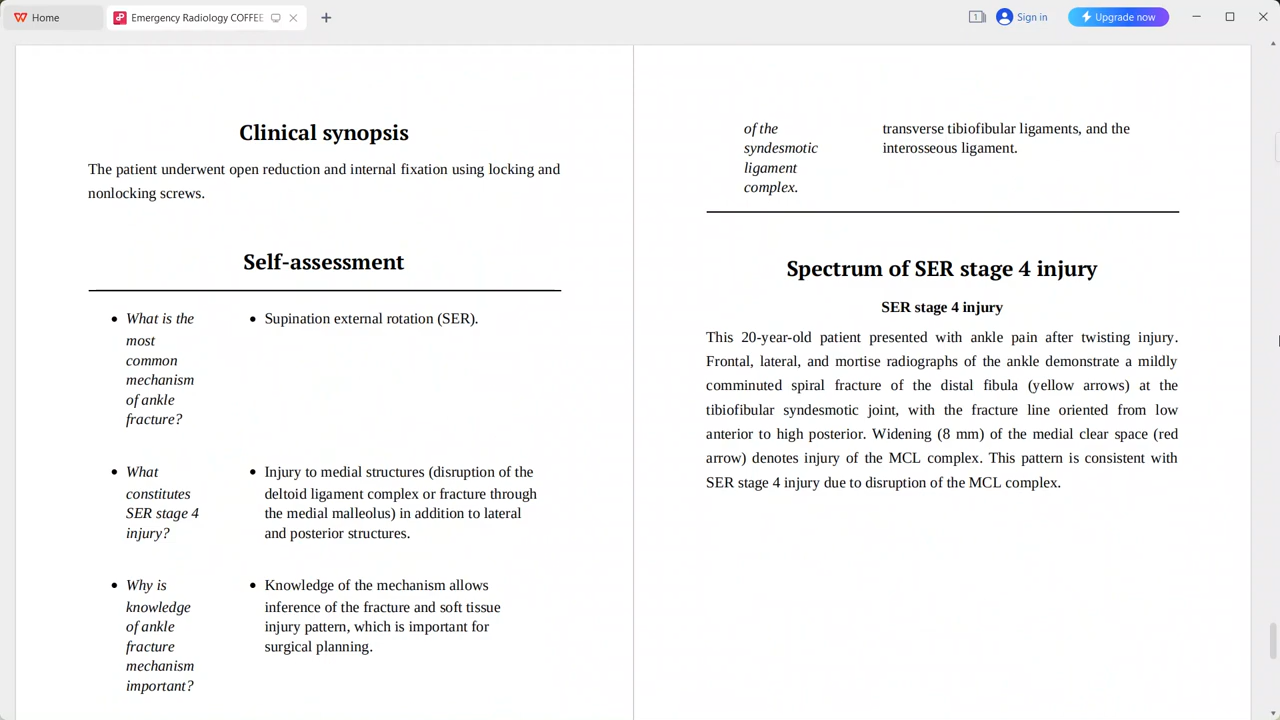 Home
Emergency Radiology COFFEE
1
Sign in
Upgrade now
Clinical synopsis
The patient underwent open reduction and internal fixation using locking and
nonlocking screws.
Self-assessment
• What is the
most
common
mechanism
of ankle
fracture?
• Supination external rotation (SER).
• What
constitutes
SER stage 4
injury?
• Injury to medial structures (disruption of the
deltoid ligament complex or fracture through
the medial malleolus) in addition to lateral
and posterior structures.
• Why is
knowledge
of ankle
fracture
mechanism
important?
• Knowledge of the mechanism allows
inference of the fracture and soft tissue
injury pattern, which is important for
surgical planning.
of the
syndesmotic
ligament
complex.
transverse tibiofibular ligaments, and the
interosseous ligament.
Spectrum of SER stage 4 injury
SER stage 4 injury
This 20-year-old patient presented with ankle pain after twisting injury.
Frontal, lateral, and mortise radiographs of the ankle demonstrate a mildly
comminuted spiral fracture of the distal fibula (yellow arrows) at the
tibiofibular syndesmotic joint, with the fracture line oriented from low
anterior to high posterior. Widening (8 mm) of the medial clear space (red
arrow) denotes injury of the MCL complex. This pattern is consistent with
SER stage 4 injury due to disruption of the MCL complex.